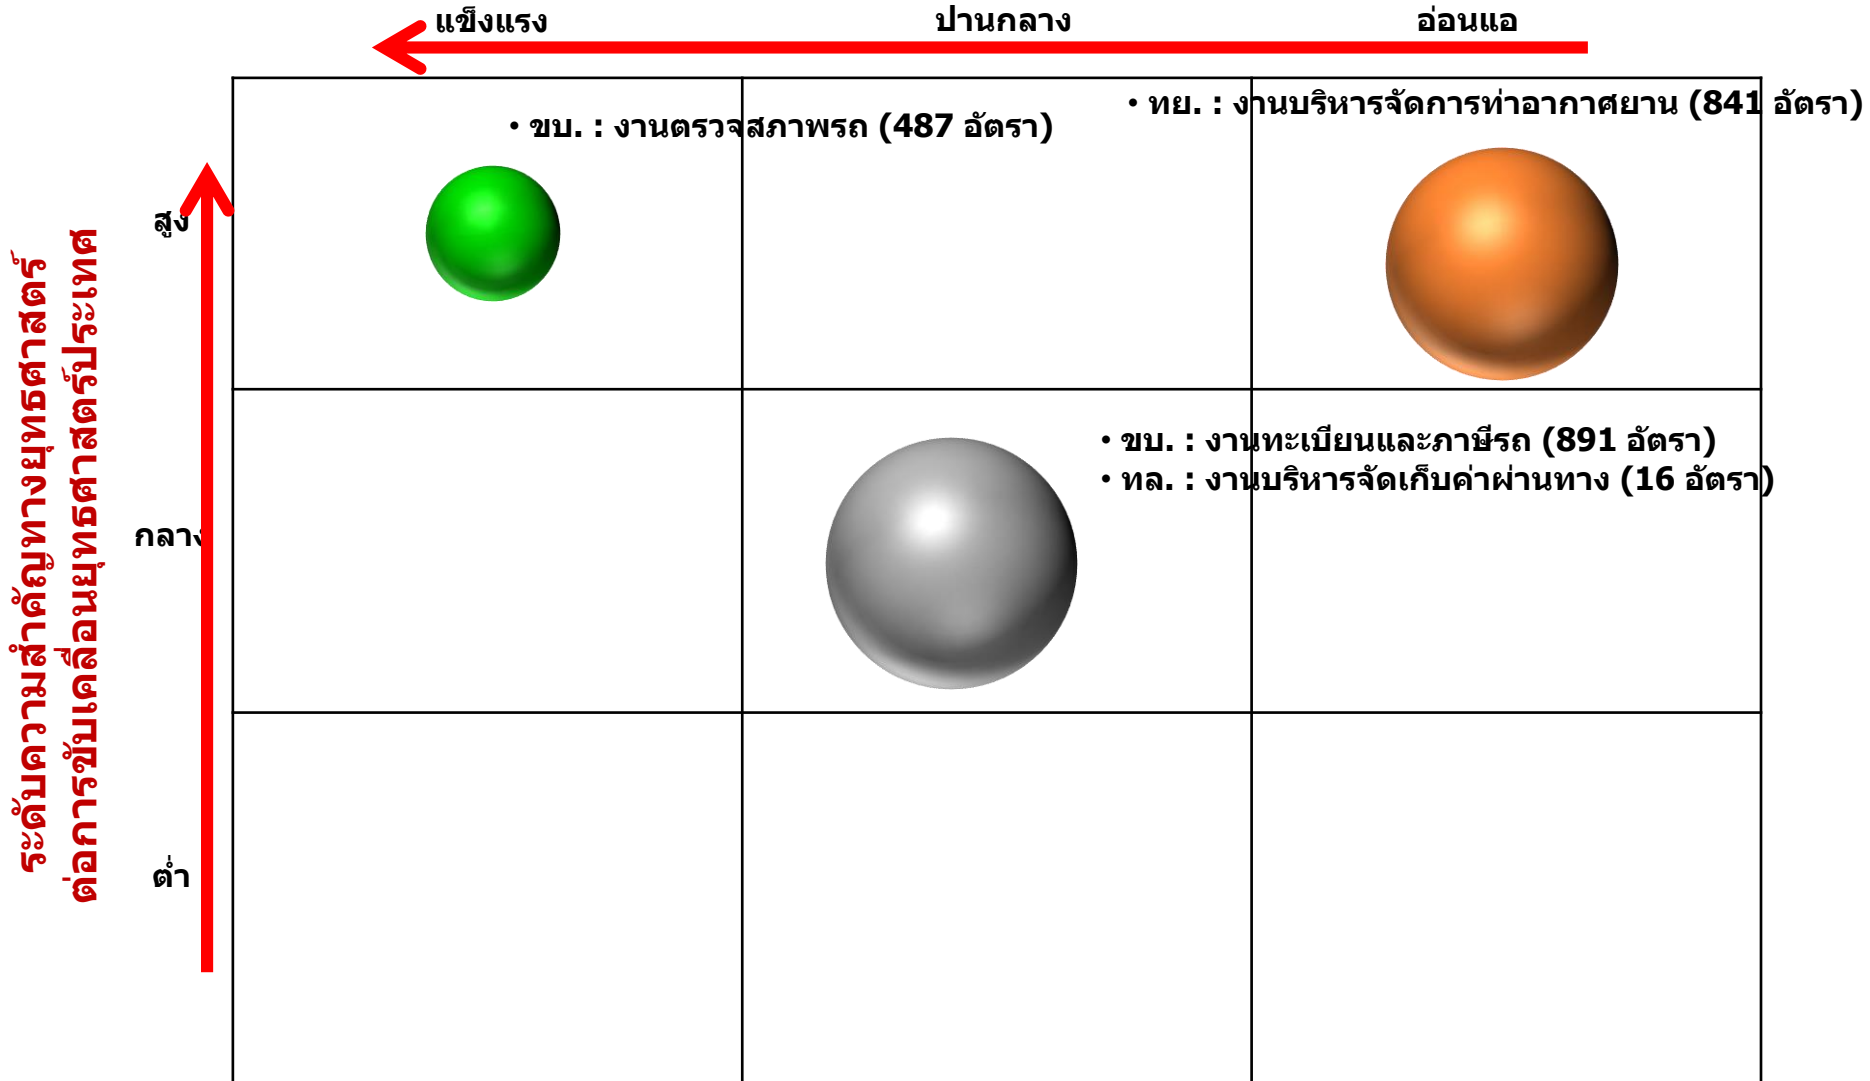 แข็งแรง ปานกลาง อ่อนแอ
• ทย. : งานบริหารจัดการท่าอากาศยาน (841 อัตรา)
• ขบ. : งานตรวจสภาพรถ (487 อัตรา)
สูง
ระดับความสำคัญทางยุทธศาสตร์
ต่อการขับเคลื่อนยุทธศาสตร์ประเทศ
• ขบ. : งานทะเบียนและภาษีรถ (891 อัตรา)
• ทล. : งานบริหารจัดเก็บค่าผ่านทาง (16 อัตรา)
กลาง
ต่ำ